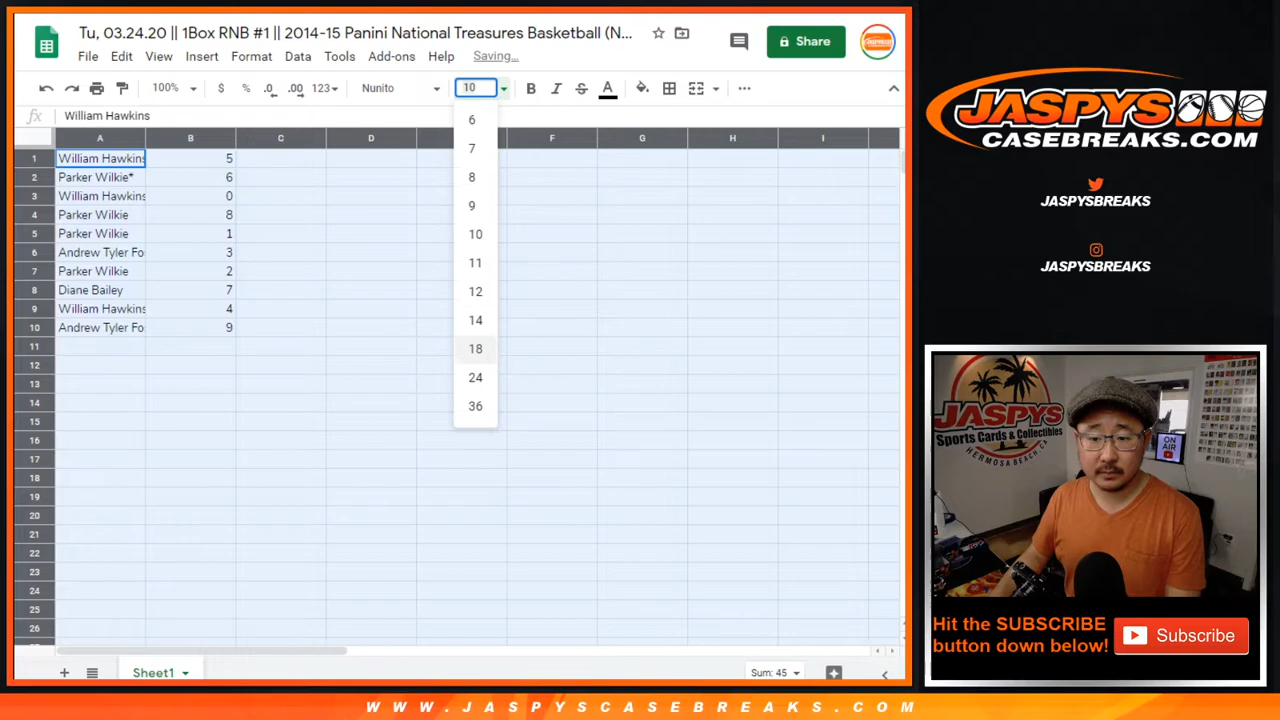 Tu, 03.24.20 || 1Box RNB #1 || 2014-15 Panini National Treasures Basketball (N...
File Edit View Insert Format Data Tools Add-ons Help Saving...
Share
100% $ % .0 .00 123 Nunito 10 B I S A
fx William Hawkins
A B C D F G H I
1 William Hawkins 5
2 Parker Wilkie* 6
3 William Hawkins 0
4 Parker Wilkie 8
5 Parker Wilkie 1
6 Andrew Tyler Fo 3
7 Parker Wilkie 2
8 Diane Bailey 7
9 William Hawkins 4
10 Andrew Tyler Fo 9
11
12
13
14
15
16
17
18
19
20
21
22
23
24
25
26
6
7
8
9
10
11
12
14
18
24
36
Sheet1
Sum: 45
JASPYS
CASEBREAKS.COM
JASPYSBREAKS
JASPYSBREAKS
JASPYS
Sports Cards & Collectibles
HERMOSA BEACH, CA
ON AIR
Hit the SUBSCRIBE
button down below!
Subscribe
WWW.JASPYSCASEBREAKS.COM